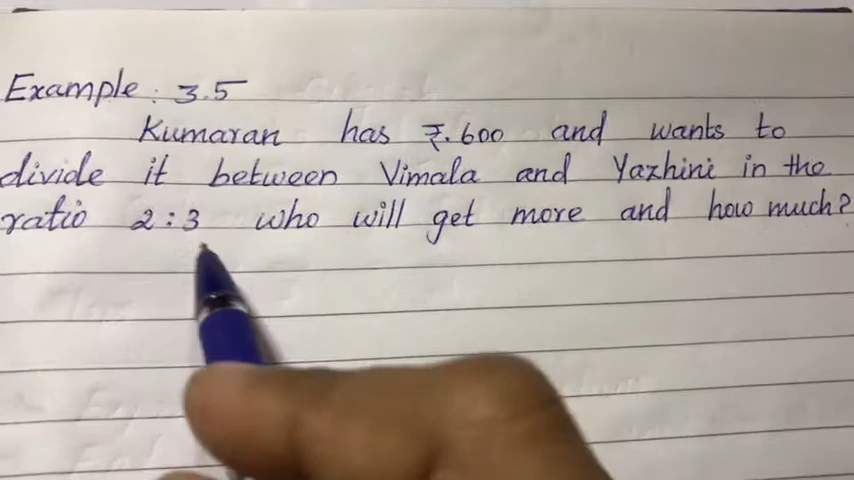 Example: 3.5
Kumaran has ₹.600 and wants to
divide it between Vimala and Yazhini in the
ratio 2:3 who will get more and how much?